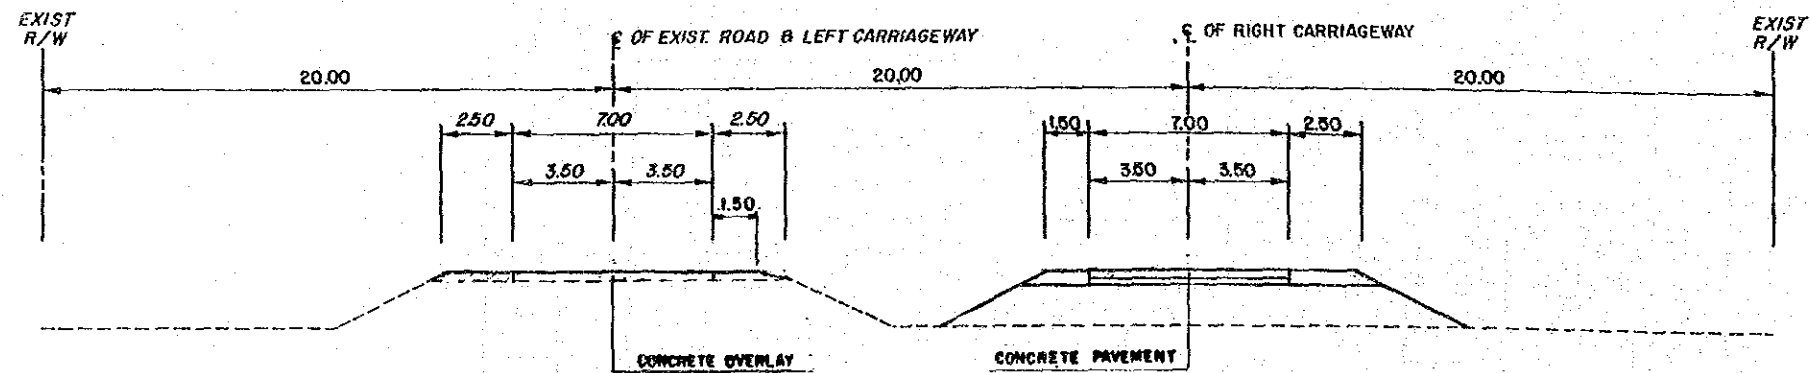 EXIST
R/W
℄ OF EXIST. ROAD & LEFT CARRIAGEWAY
℄ OF RIGHT CARRIAGEWAY
EXIST
R/W
20.00
20.00
20.00
2.50
7.00
2.50
1.50
7.00
2.50
3.50
3.50
3.50
3.50
1.50
CONCRETE OVERLAY
CONCRETE PAVEMENT